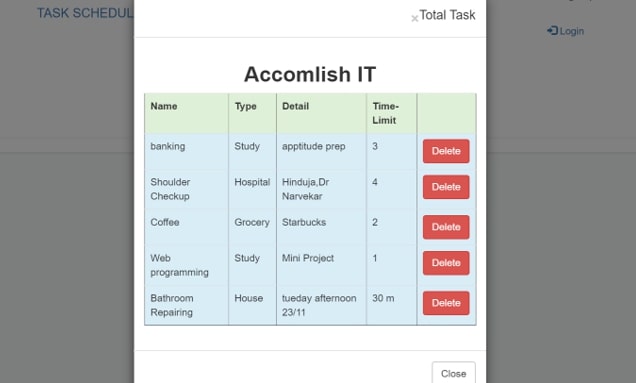 TASK SCHEDUL
×Total Task
Login
Accomlish IT
Name Type Detail Time-
Limit
banking Study apptitude prep 3 Delete
Shoulder Hospital Hinduja,Dr 4 Delete
Checkup Narvekar
Coffee Grocery Starbucks 2 Delete
Web Study Mini Project 1 Delete
programming
Bathroom House tueday afternoon 30 m Delete
Repairing 23/11
Close